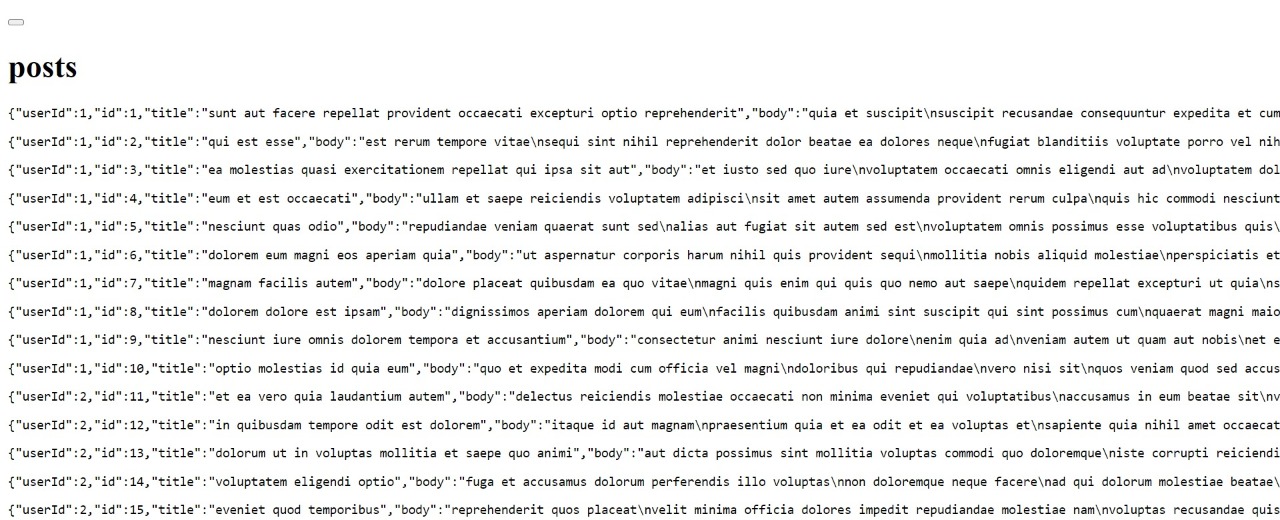 posts
{"userId":1,"id":1,"title":"sunt aut facere repellat provident occaecati excepturi optio reprehenderit","body":"quia et suscipit\nsuscipit recusandae consequuntur expedita et cum
{"userId":1,"id":2,"title":"qui est esse","body":"est rerum tempore vitae\nsequi sint nihil reprehenderit dolor beatae ea dolores neque\nfugiat blanditiis voluptate porro vel nih
{"userId":1,"id":3,"title":"ea molestias quasi exercitationem repellat qui ipsa sit aut","body":"et iusto sed quo iure\nvoluptatem occaecati omnis eligendi aut ad\nvoluptatem dol
{"userId":1,"id":4,"title":"eum et est occaecati","body":"ullam et saepe reiciendis voluptatem adipisci\nsit amet autem assumenda provident rerum culpa\nquis hic commodi nesciunt
{"userId":1,"id":5,"title":"nesciunt quas odio","body":"repudiandae veniam quaerat sunt sed\nalias aut fugiat sit autem sed est\nvoluptatem omnis possimus esse voluptatibus quis\
{"userId":1,"id":6,"title":"dolorem eum magni eos aperiam quia","body":"ut aspernatur corporis harum nihil quis provident sequi\nmollitia nobis aliquid molestiae\nperspiciatis et
{"userId":1,"id":7,"title":"magnam facilis autem","body":"dolore placeat quibusdam ea quo vitae\nmagni quis enim qui quis quo nemo aut saepe\nquidem repellat excepturi ut quia\ns
{"userId":1,"id":8,"title":"dolorem dolore est ipsam","body":"dignissimos aperiam dolorem qui eum\nfacilis quibusdam animi sint suscipit qui sint possimus cum\nquaerat magni maio
{"userId":1,"id":9,"title":"nesciunt iure omnis dolorem tempora et accusantium","body":"consectetur animi nesciunt iure dolore\nenim quia ad\nveniam autem ut quam aut nobis\net e
{"userId":1,"id":10,"title":"optio molestias id quia eum","body":"quo et expedita modi cum officia vel magni\ndoloribus qui repudiandae\nvero nisi sit\nquos veniam quod sed accus
{"userId":2,"id":11,"title":"et ea vero quia laudantium autem","body":"delectus reiciendis molestiae occaecati non minima eveniet qui voluptatibus\naccusamus in eum beatae sit\nv
{"userId":2,"id":12,"title":"in quibusdam tempore odit est dolorem","body":"itaque id aut magnam\npraesentium quia et ea odit et ea voluptas et\nsapiente quia nihil amet occaecat
{"userId":2,"id":13,"title":"dolorum ut in voluptas mollitia et saepe quo animi","body":"aut dicta possimus sint mollitia voluptas commodi quo doloremque\niste corrupti reiciendi
{"userId":2,"id":14,"title":"voluptatem eligendi optio","body":"fuga et accusamus dolorum perferendis illo voluptas\nnon doloremque neque facere\nad qui dolorum molestiae beatae\
{"userId":2,"id":15,"title":"eveniet quod temporibus","body":"reprehenderit quos placeat\nvelit minima officia dolores impedit repudiandae molestiae nam\nvoluptas recusandae quis